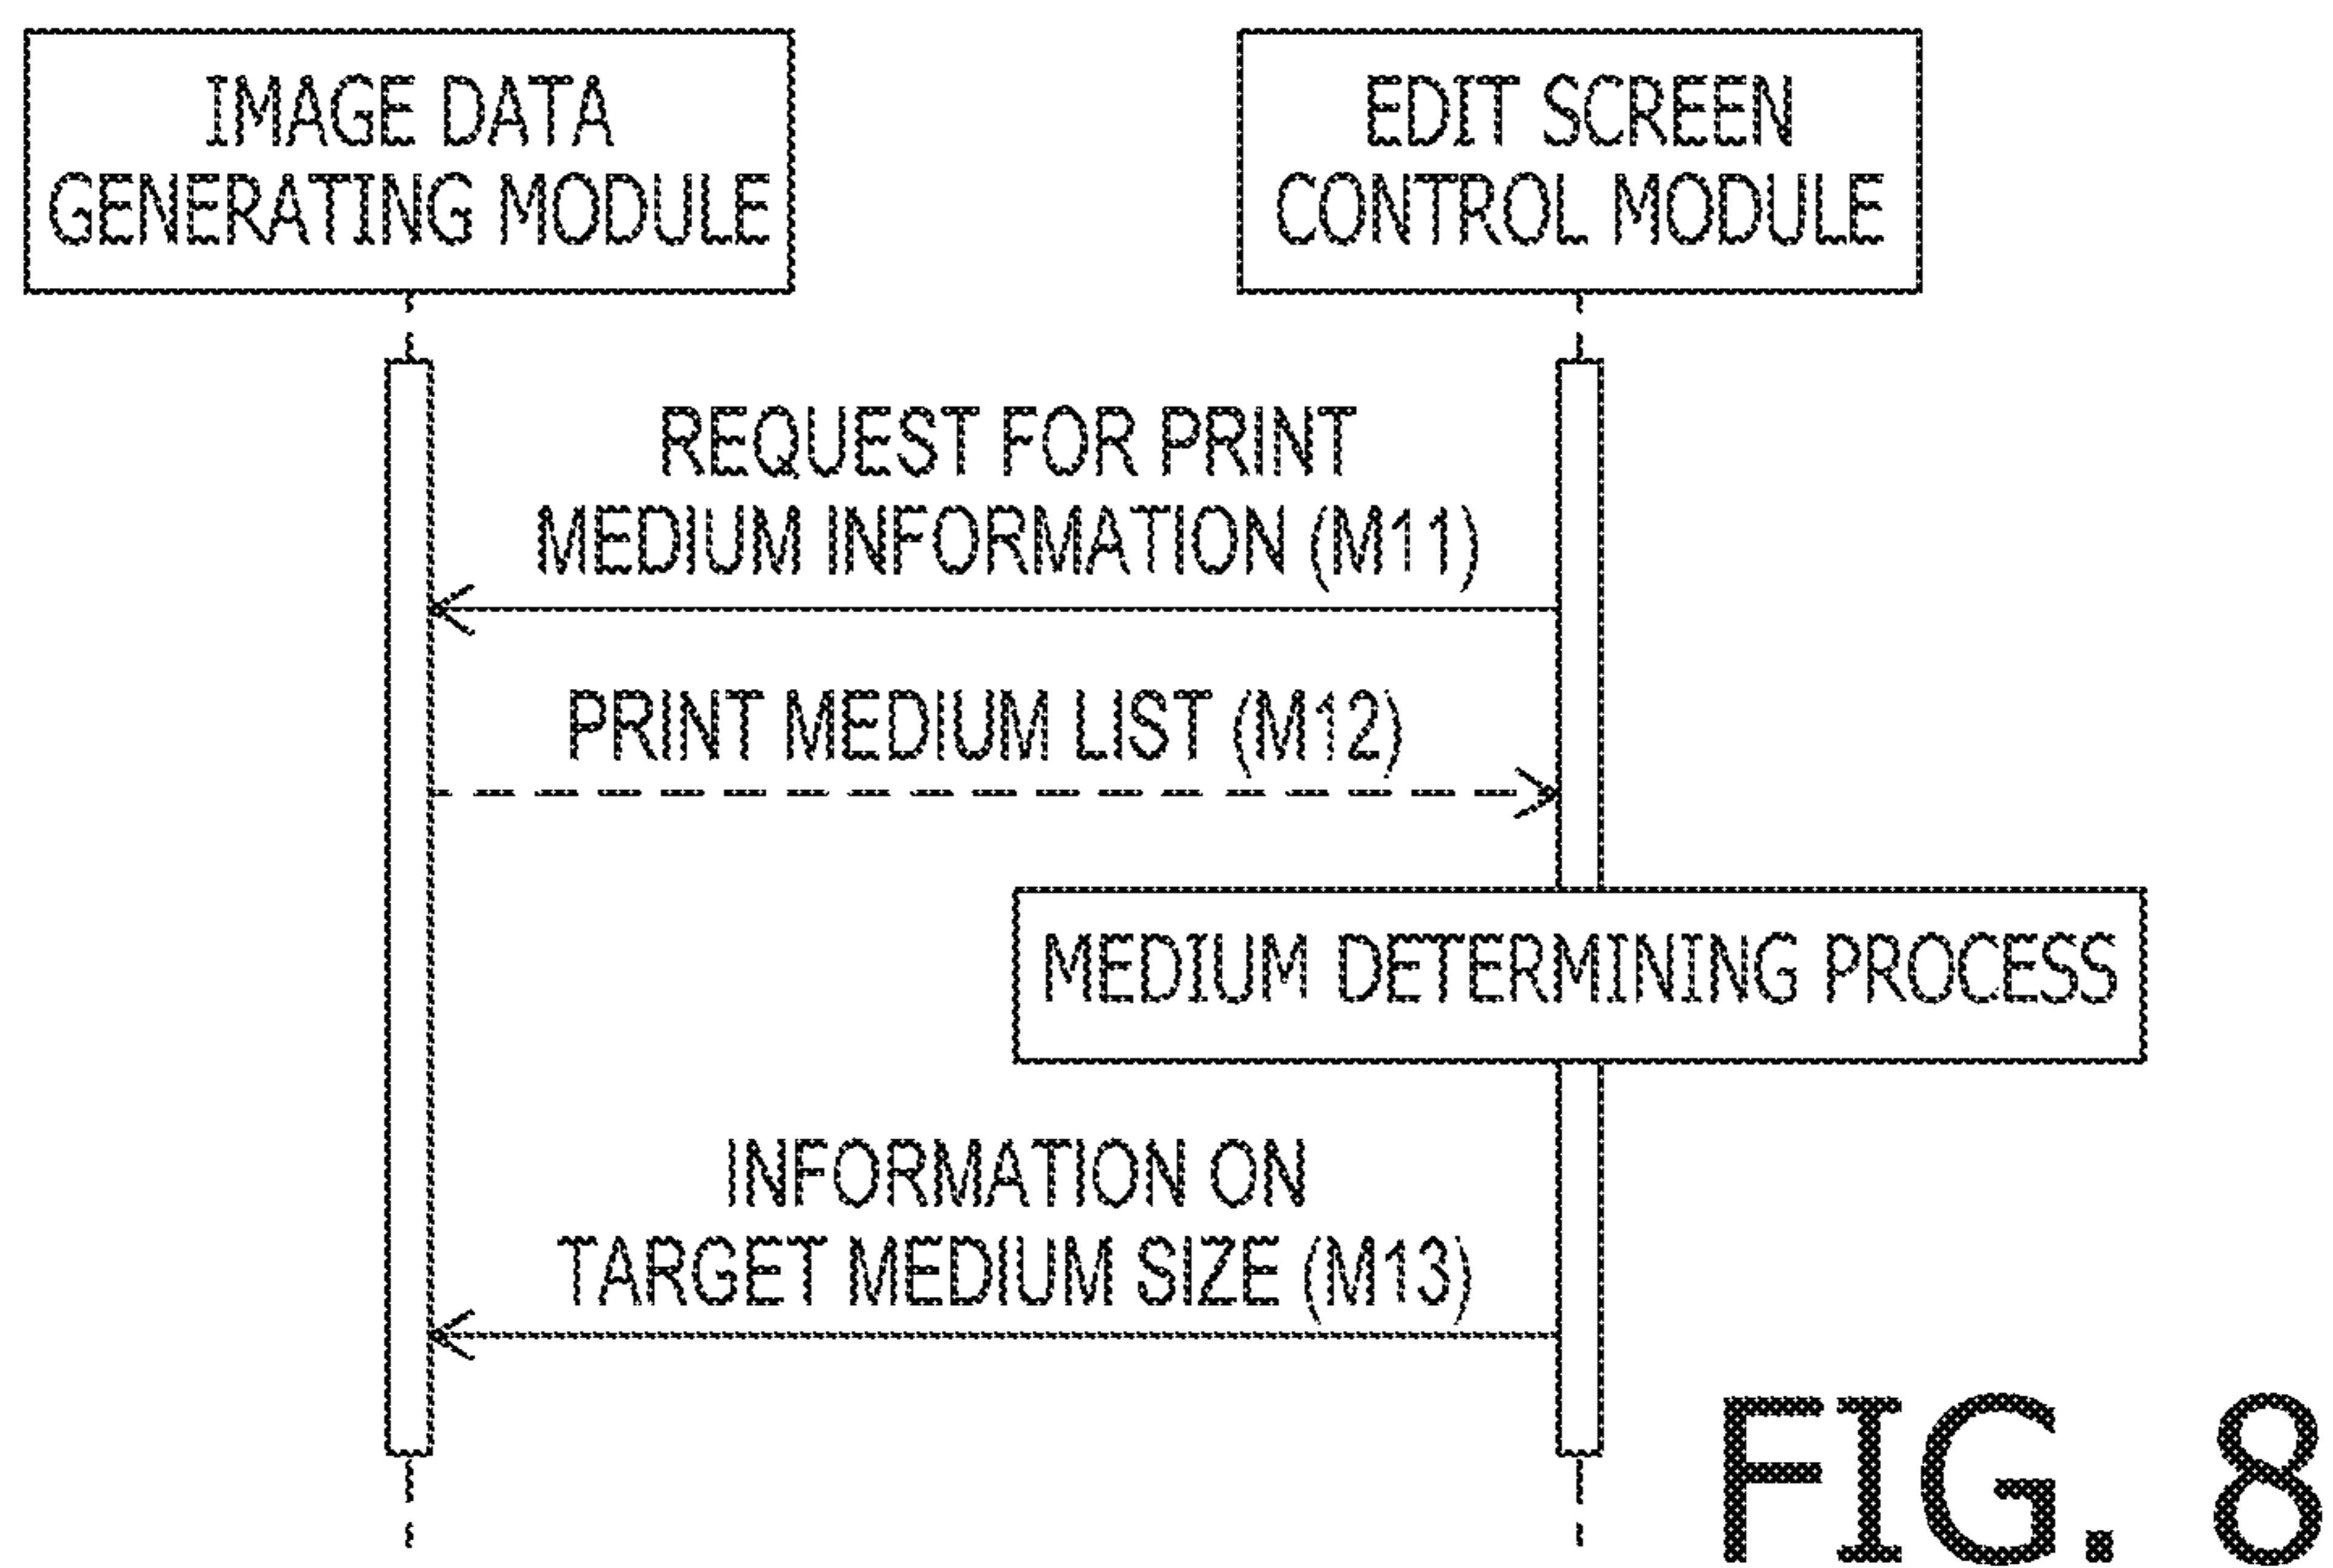 IMAGE DATA
GENERATING MODULE
EDIT SCREEN
CONTROL MODULE
REQUEST FOR PRINT
MEDIUM INFORMATION (M11)
PRINT MEDIUM LIST (M12)
MEDIUM DETERMINING PROCESS
INFORMATION ON
TARGET MEDIUM SIZE (M13)
FIG. 8